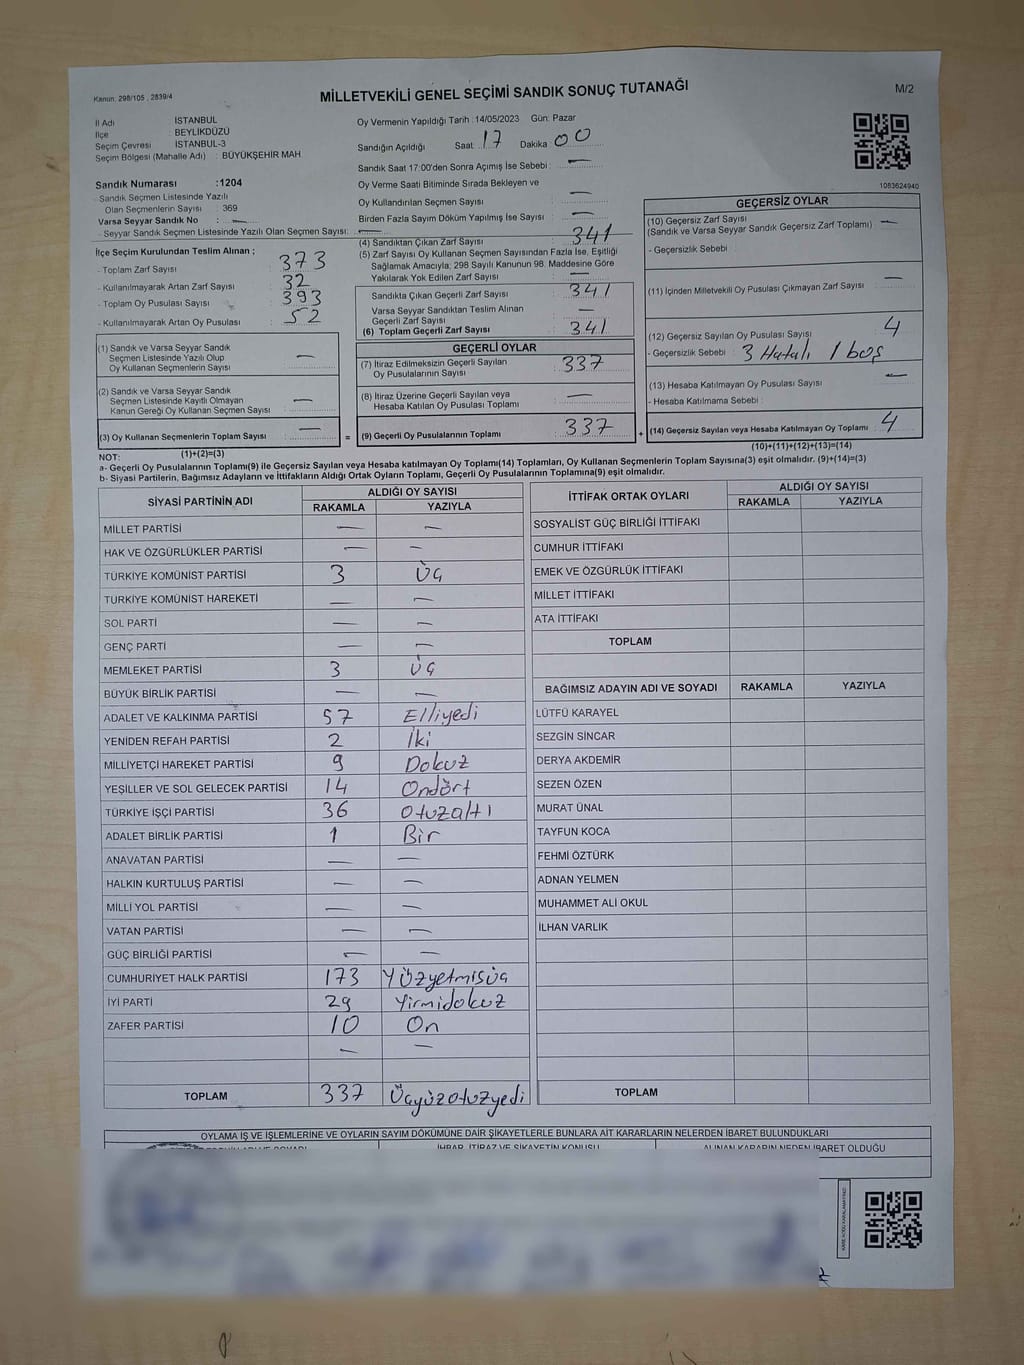 Kanun: 298/105 , 2839/4
MİLLETVEKİLİ GENEL SEÇİMİ SANDIK SONUÇ TUTANAĞI
M/2
İl Adı İSTANBUL
İlçe : BEYLİKDÜZÜ
Seçim Çevresi İSTANBUL-3
Seçim Bölgesi (Mahalle Adı) : BÜYÜKŞEHİR MAH
Oy Vermenin Yapıldığı Tarih : 14/05/2023 Gün: Pazar
Sandığın Açıldığı Saat : 17 Dakika 00
Sandık Saat 17:00'den Sonra Açımış İse Sebebi : —
Sandık Numarası :1204
Sandık Seçmen Listesinde Yazılı
Olan Seçmenlerin Sayısı : 369
Varsa Seyyar Sandık No : —
- Seyyar Sandık Seçmen Listesinde Yazılı Olan Seçmen Sayısı: —
Oy Verme Saati Bitiminde Sırada Bekleyen ve
Oy Kullandırılan Seçmen Sayısı —
Birden Fazla Sayım Döküm Yapılmış İse Sayısı —
1083624940
İlçe Seçim Kurulundan Teslim Alınan ;
- Toplam Zarf Sayısı : 373
- Kullanılmayarak Artan Zarf Sayısı : 32
- Toplam Oy Pusulası Sayısı : 393
- Kullanılmayarak Artan Oy Pusulası : 52
(4) Sandıktan Çıkan Zarf Sayısı : 341
(5) Zarf Sayısı Oy Kullanan Seçmen Sayısından Fazla İse, Eşitliği
Sağlamak Amacıyla; 298 Sayılı Kanunun 98. Maddesine Göre
Yakılarak Yok Edilen Zarf Sayısı : —
Sandıkta Çıkan Geçerli Zarf Sayısı : 341
Varsa Seyyar Sandıktan Teslim Alınan
Geçerli Zarf Sayısı —
(6) Toplam Geçerli Zarf Sayısı : 341
GEÇERSİZ OYLAR
(10) Geçersiz Zarf Sayısı
(Sandık ve Varsa Seyyar Sandık Geçersiz Zarf Toplamı) —
- Geçersizlik Sebebi :
(11) İçinden Milletvekili Oy Pusulası Çıkmayan Zarf Sayısı —
(12) Geçersiz Sayılan Oy Pusulası Sayısı 4
- Geçersizlik Sebebi : 3 Hatalı 1 boş
(13) Hesaba Katılmayan Oy Pusulası Sayısı —
- Hesaba Katılmama Sebebi :
(14) Geçersiz Sayılan veya Hesaba Katılmayan Oy Toplamı 4
(10)+(11)+(12)+(13)=(14)
(1) Sandık ve Varsa Seyyar Sandık
Seçmen Listesinde Yazılı Olup
Oy Kullanan Seçmenlerin Sayısı —
(2) Sandık ve Varsa Seyyar Sandık
Seçmen Listesinde Kayıtlı Olmayan
Kanun Gereği Oy Kullanan Seçmen Sayısı —
(3) Oy Kullanan Seçmenlerin Toplam Sayısı —
(1)+(2)=(3)
GEÇERLİ OYLAR
(7) İtiraz Edilmeksizin Geçerli Sayılan
Oy Pusulalarının Sayısı : 337
(8) İtiraz Üzerine Geçerli Sayılan veya
Hesaba Katılan Oy Pusulası Toplamı : —
= (9) Geçerli Oy Pusulalarının Toplamı : 337 +
NOT:
a- Geçerli Oy Pusulalarının Toplamı(9) ile Geçersiz Sayılan veya Hesaba katılmayan Oy Toplamı(14) Toplamları, Oy Kullanan Seçmenlerin Toplam Sayısına(3) eşit olmalıdır. (9)+(14)=(3)
b- Siyasi Partilerin, Bağımsız Adayların ve İttifakların Aldığı Ortak Oyların Toplamı, Geçerli Oy Pusulalarının Toplamına(9) eşit olmalıdır.
SİYASİ PARTİNİN ADI ALDIĞI OY SAYISI
RAKAMLA YAZIYLA
MİLLET PARTİSİ — —
HAK VE ÖZGÜRLÜKLER PARTİSİ — —
TÜRKİYE KOMÜNİST PARTİSİ 3 Üç
TÜRKİYE KOMÜNİST HAREKETİ — —
SOL PARTİ — —
GENÇ PARTİ — —
MEMLEKET PARTİSİ 3 Üç
BÜYÜK BİRLİK PARTİSİ — —
ADALET VE KALKINMA PARTİSİ 57 Elliyedi
YENİDEN REFAH PARTİSİ 2 İki
MİLLİYETÇİ HAREKET PARTİSİ 9 Dokuz
YEŞİLLER VE SOL GELECEK PARTİSİ 14 Ondört
TÜRKİYE İŞÇİ PARTİSİ 36 Otuzaltı
ADALET BİRLİK PARTİSİ 1 Bir
ANAVATAN PARTİSİ — —
HALKIN KURTULUŞ PARTİSİ — —
MİLLİ YOL PARTİSİ — —
VATAN PARTİSİ — —
GÜÇ BİRLİĞİ PARTİSİ — —
CUMHURİYET HALK PARTİSİ 173 Yüzyetmişüç
İYİ PARTİ 29 Yirmidokuz
ZAFER PARTİSİ 10 On
— —
TOPLAM 337 Üçyüzotuzyedi
İTTİFAK ORTAK OYLARI ALDIĞI OY SAYISI
RAKAMLA YAZIYLA
SOSYALİST GÜÇ BİRLİĞİ İTTİFAKI
CUMHUR İTTİFAKI
EMEK VE ÖZGÜRLÜK İTTİFAKI
MİLLET İTTİFAKI
ATA İTTİFAKI
TOPLAM
BAĞIMSIZ ADAYIN ADI VE SOYADI RAKAMLA YAZIYLA
LÜTFÜ KARAYEL
SEZGİN SİNCAR
DERYA AKDEMİR
SEZEN ÖZEN
MURAT ÜNAL
TAYFUN KOCA
FEHMİ ÖZTÜRK
ADNAN YELMEN
MUHAMMET ALİ OKUL
İLHAN VARLIK
TOPLAM
OYLAMA İŞ VE İŞLEMLERİNE VE OYLARIN SAYIM DÖKÜMÜNE DAİR ŞİKAYETLERLE BUNLARA AİT KARARLARIN NELERDEN İBARET BULUNDUKLARI
İHBAR, İTİRAZ VE ŞİKAYETİN KONUSU
ALINAN KARARIN NEDEN İBARET OLDUĞU